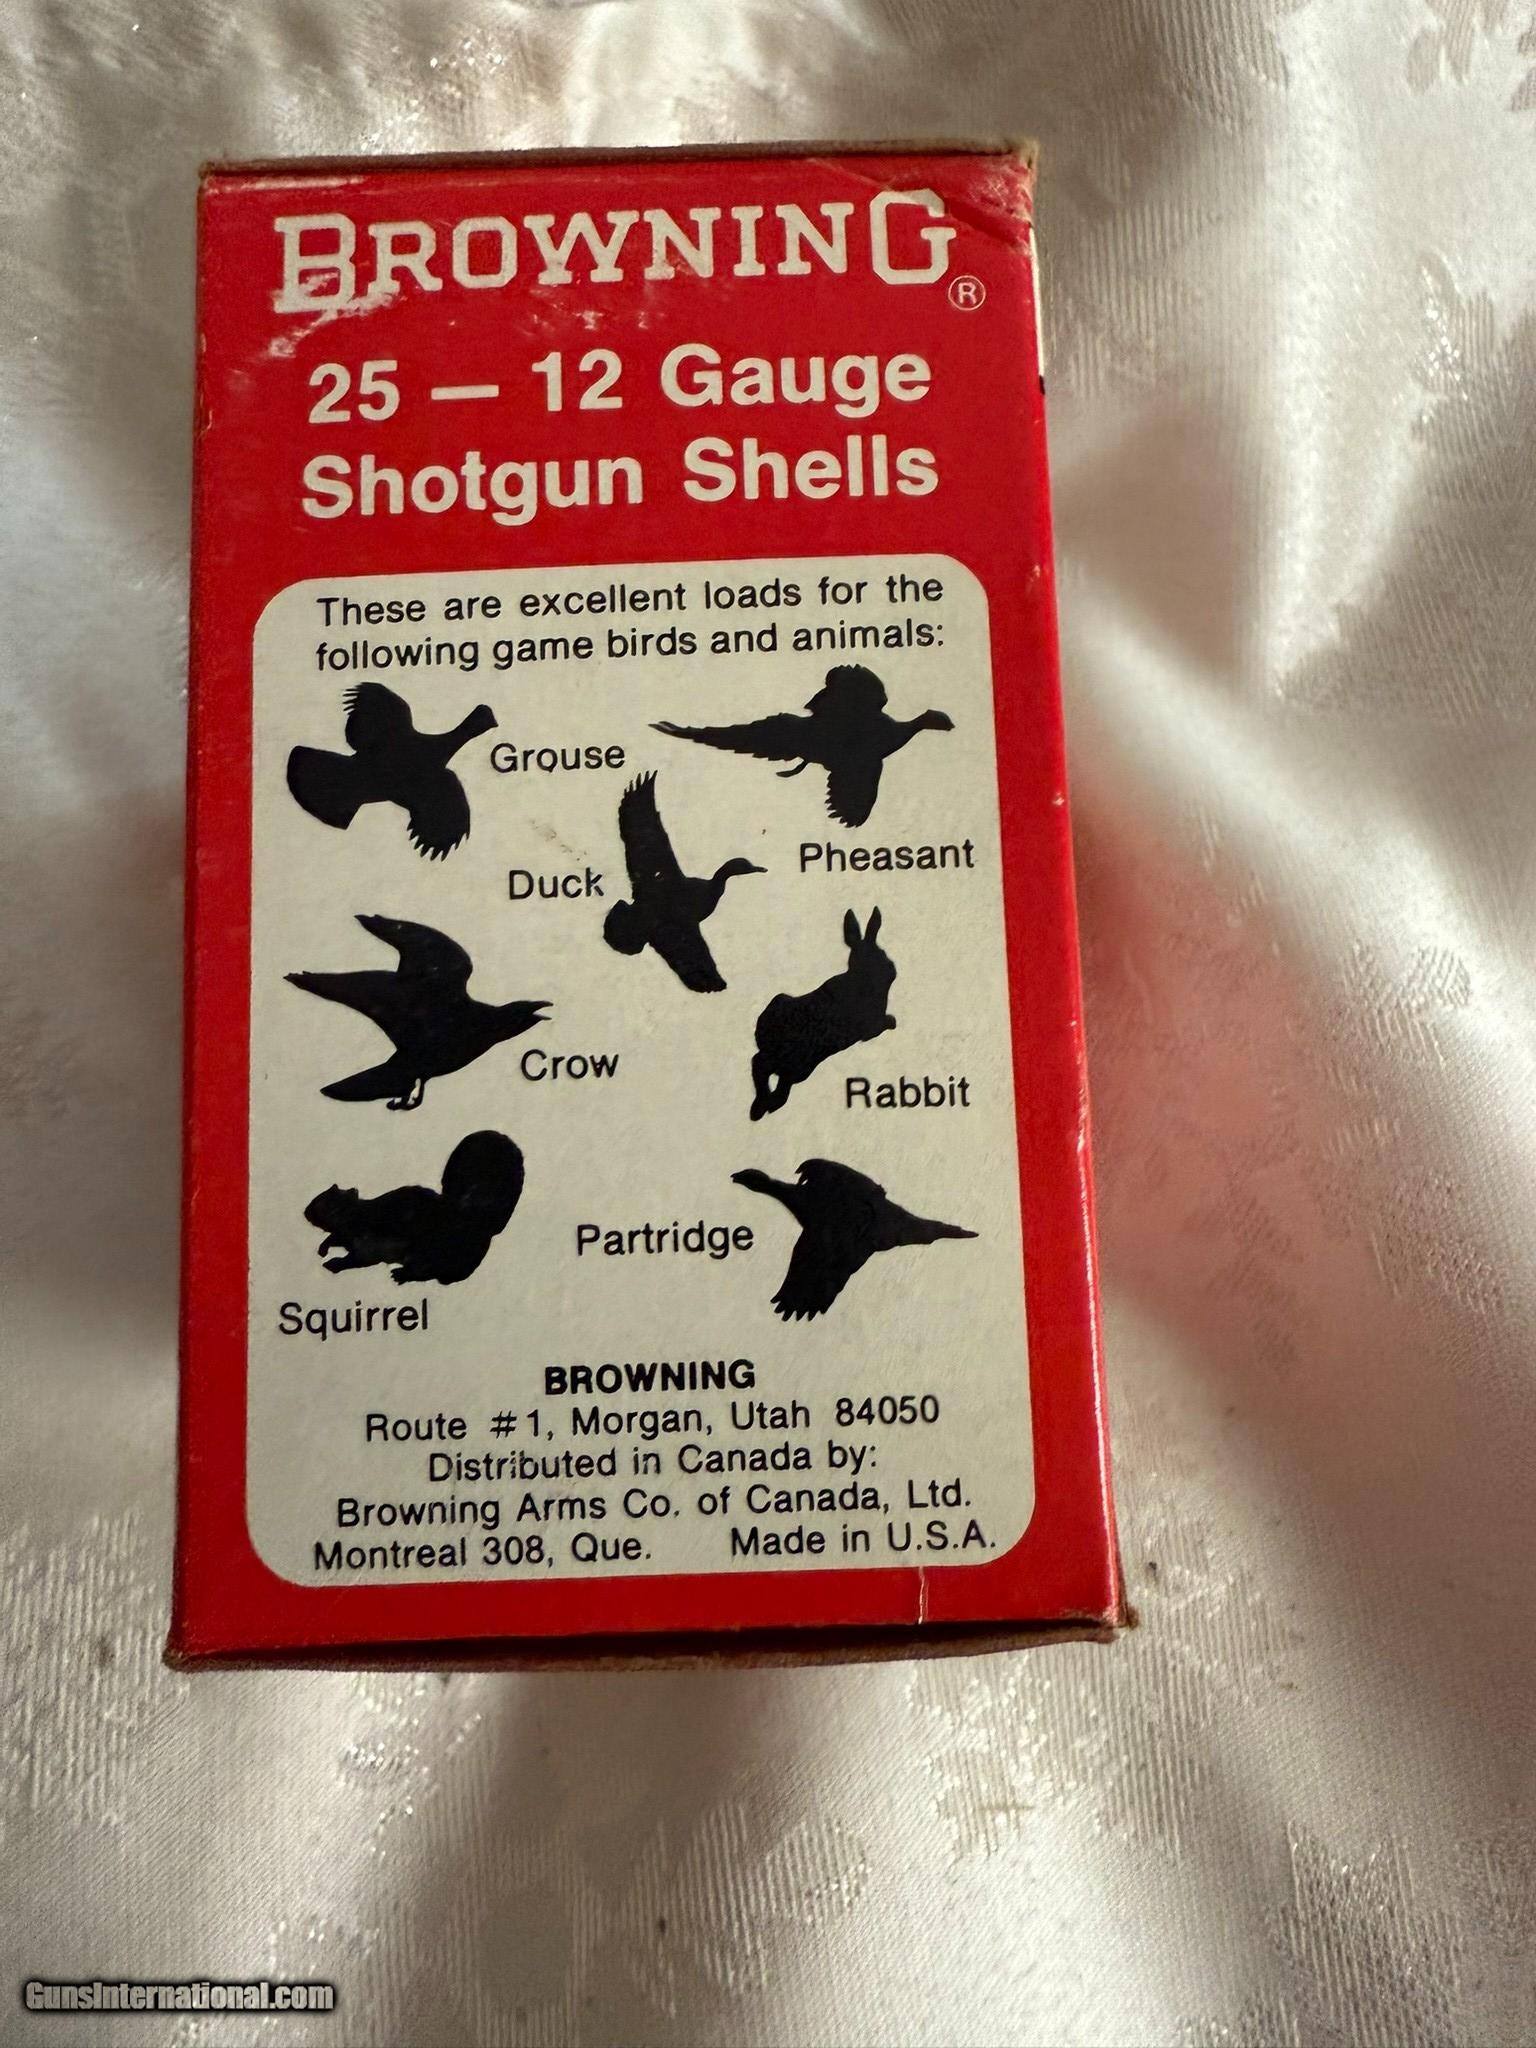 BROWNING®
25 — 12 Gauge
Shotgun Shells
These are excellent loads for the
following game birds and animals:
Grouse
Pheasant
Duck
Crow
Rabbit
Partridge
Squirrel
BROWNING
Route #1, Morgan, Utah 84050
Distributed in Canada by:
Browning Arms Co. of Canada, Ltd.
Montreal 308, Que. Made in U.S.A.
GunsInternational.com